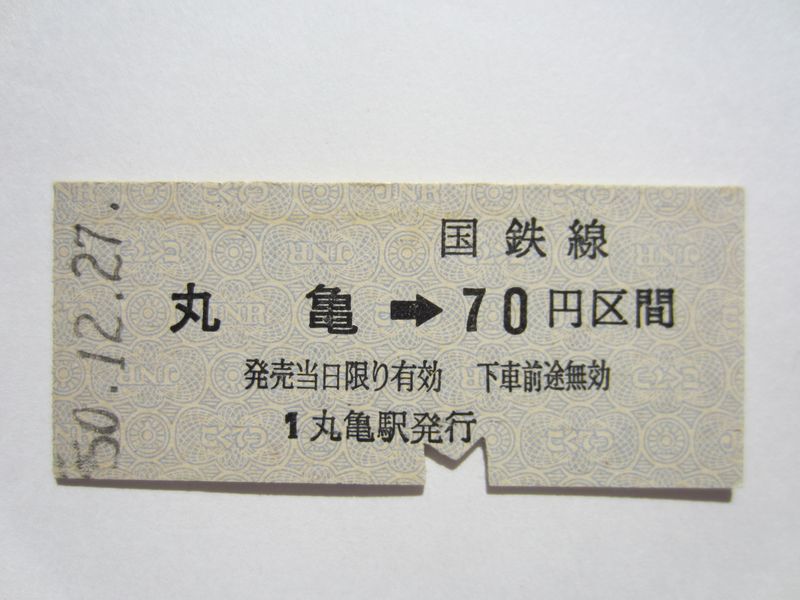 国鉄線
丸亀➡70円区間
発売当日限り有効 下車前途無効
1 丸亀駅発行
50.12.27.